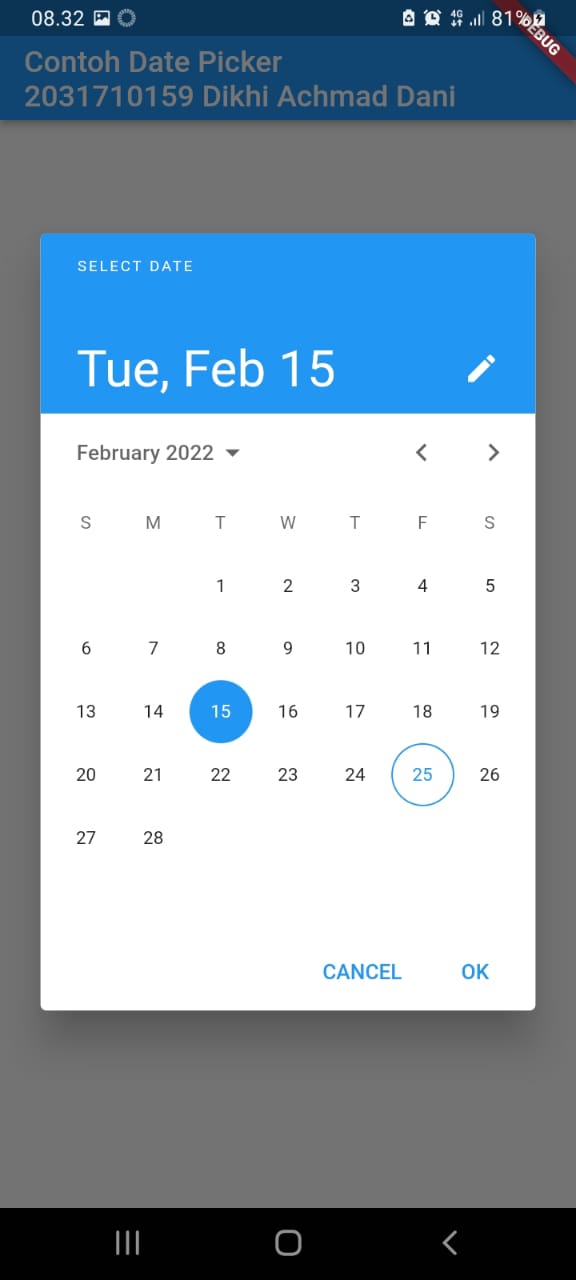 08.32 4G 81%
DEBUG
Contoh Date Picker
2031710159 Dikhi Achmad Dani
SELECT DATE
Tue, Feb 15
February 2022
S M T W T F S
1 2 3 4 5
6 7 8 9 10 11 12
13 14 15 16 17 18 19
20 21 22 23 24 25 26
27 28
CANCEL OK